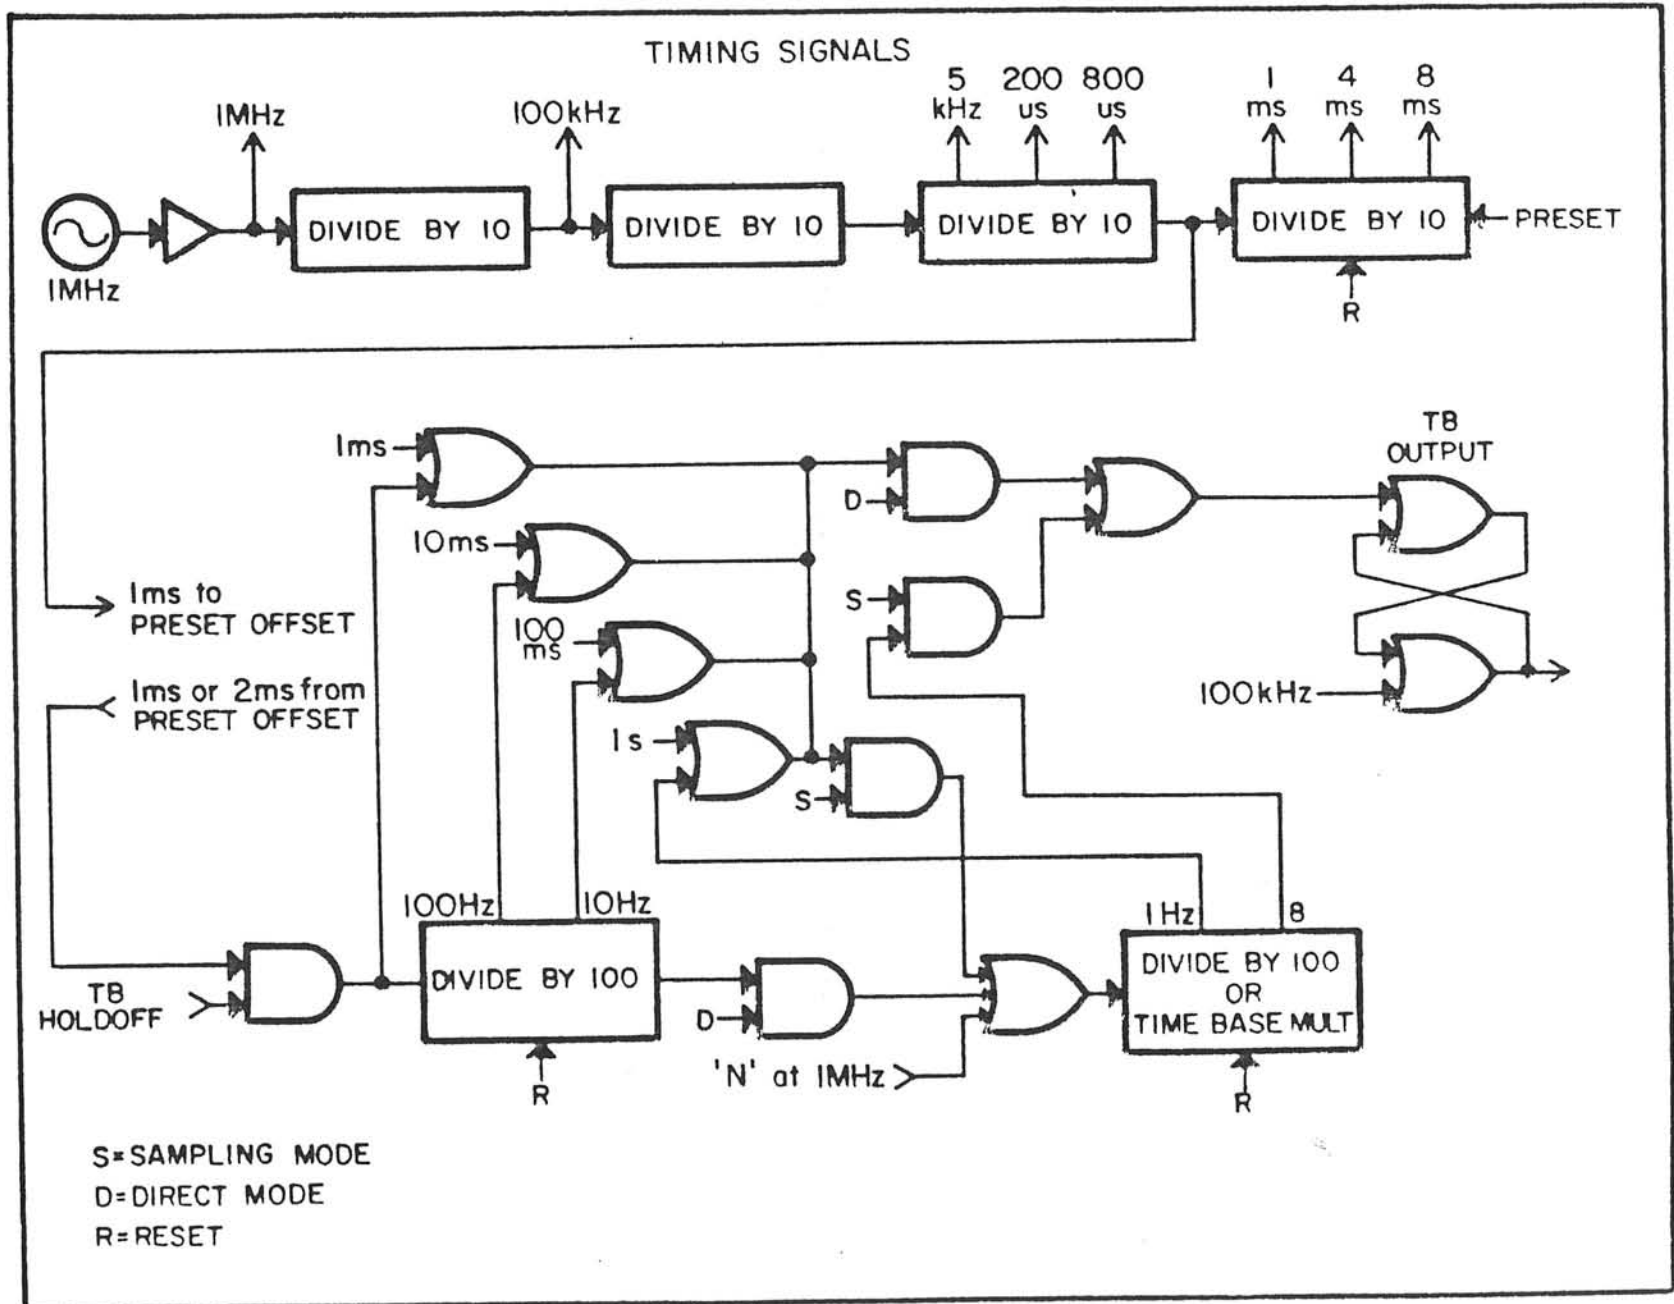 TIMING SIGNALS
1MHz
100kHz
5
kHz
200
us
800
us
1
ms
4
ms
8
ms
1MHz
DIVIDE BY 10
DIVIDE BY 10
DIVIDE BY 10
DIVIDE BY 10
PRESET
R
1ms
10ms
100
ms
1s
D
S
S
TB
OUTPUT
100kHz
1ms to
PRESET OFFSET
1ms or 2ms from
PRESET OFFSET
TB
HOLDOFF
100Hz
10Hz
DIVIDE BY 100
R
D
'N' at 1MHz
1Hz
8
DIVIDE BY 100
OR
TIME BASE MULT
R
S=SAMPLING MODE
D=DIRECT MODE
R=RESET